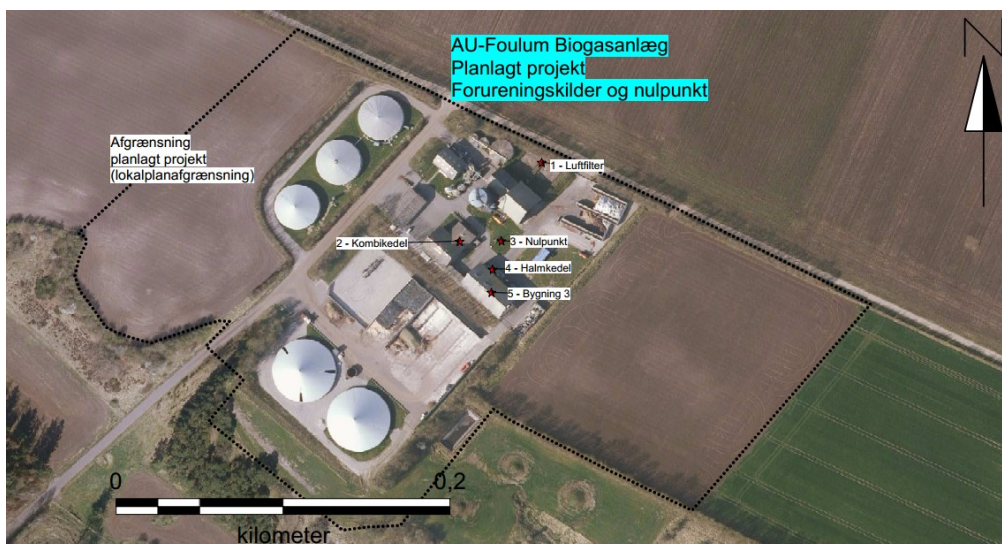 AU-Foulum Biogasanlæg
Planlagt projekt
Forureningskilder og nulpunkt
N
Afgrænsning
planlagt projekt
(lokalplanafgrænsning)
1 - Luftfilter
2 - Kombikedel
3 - Nulpunkt
4 - Halmkedel
5 - Bygning 3
0
0,2
kilometer